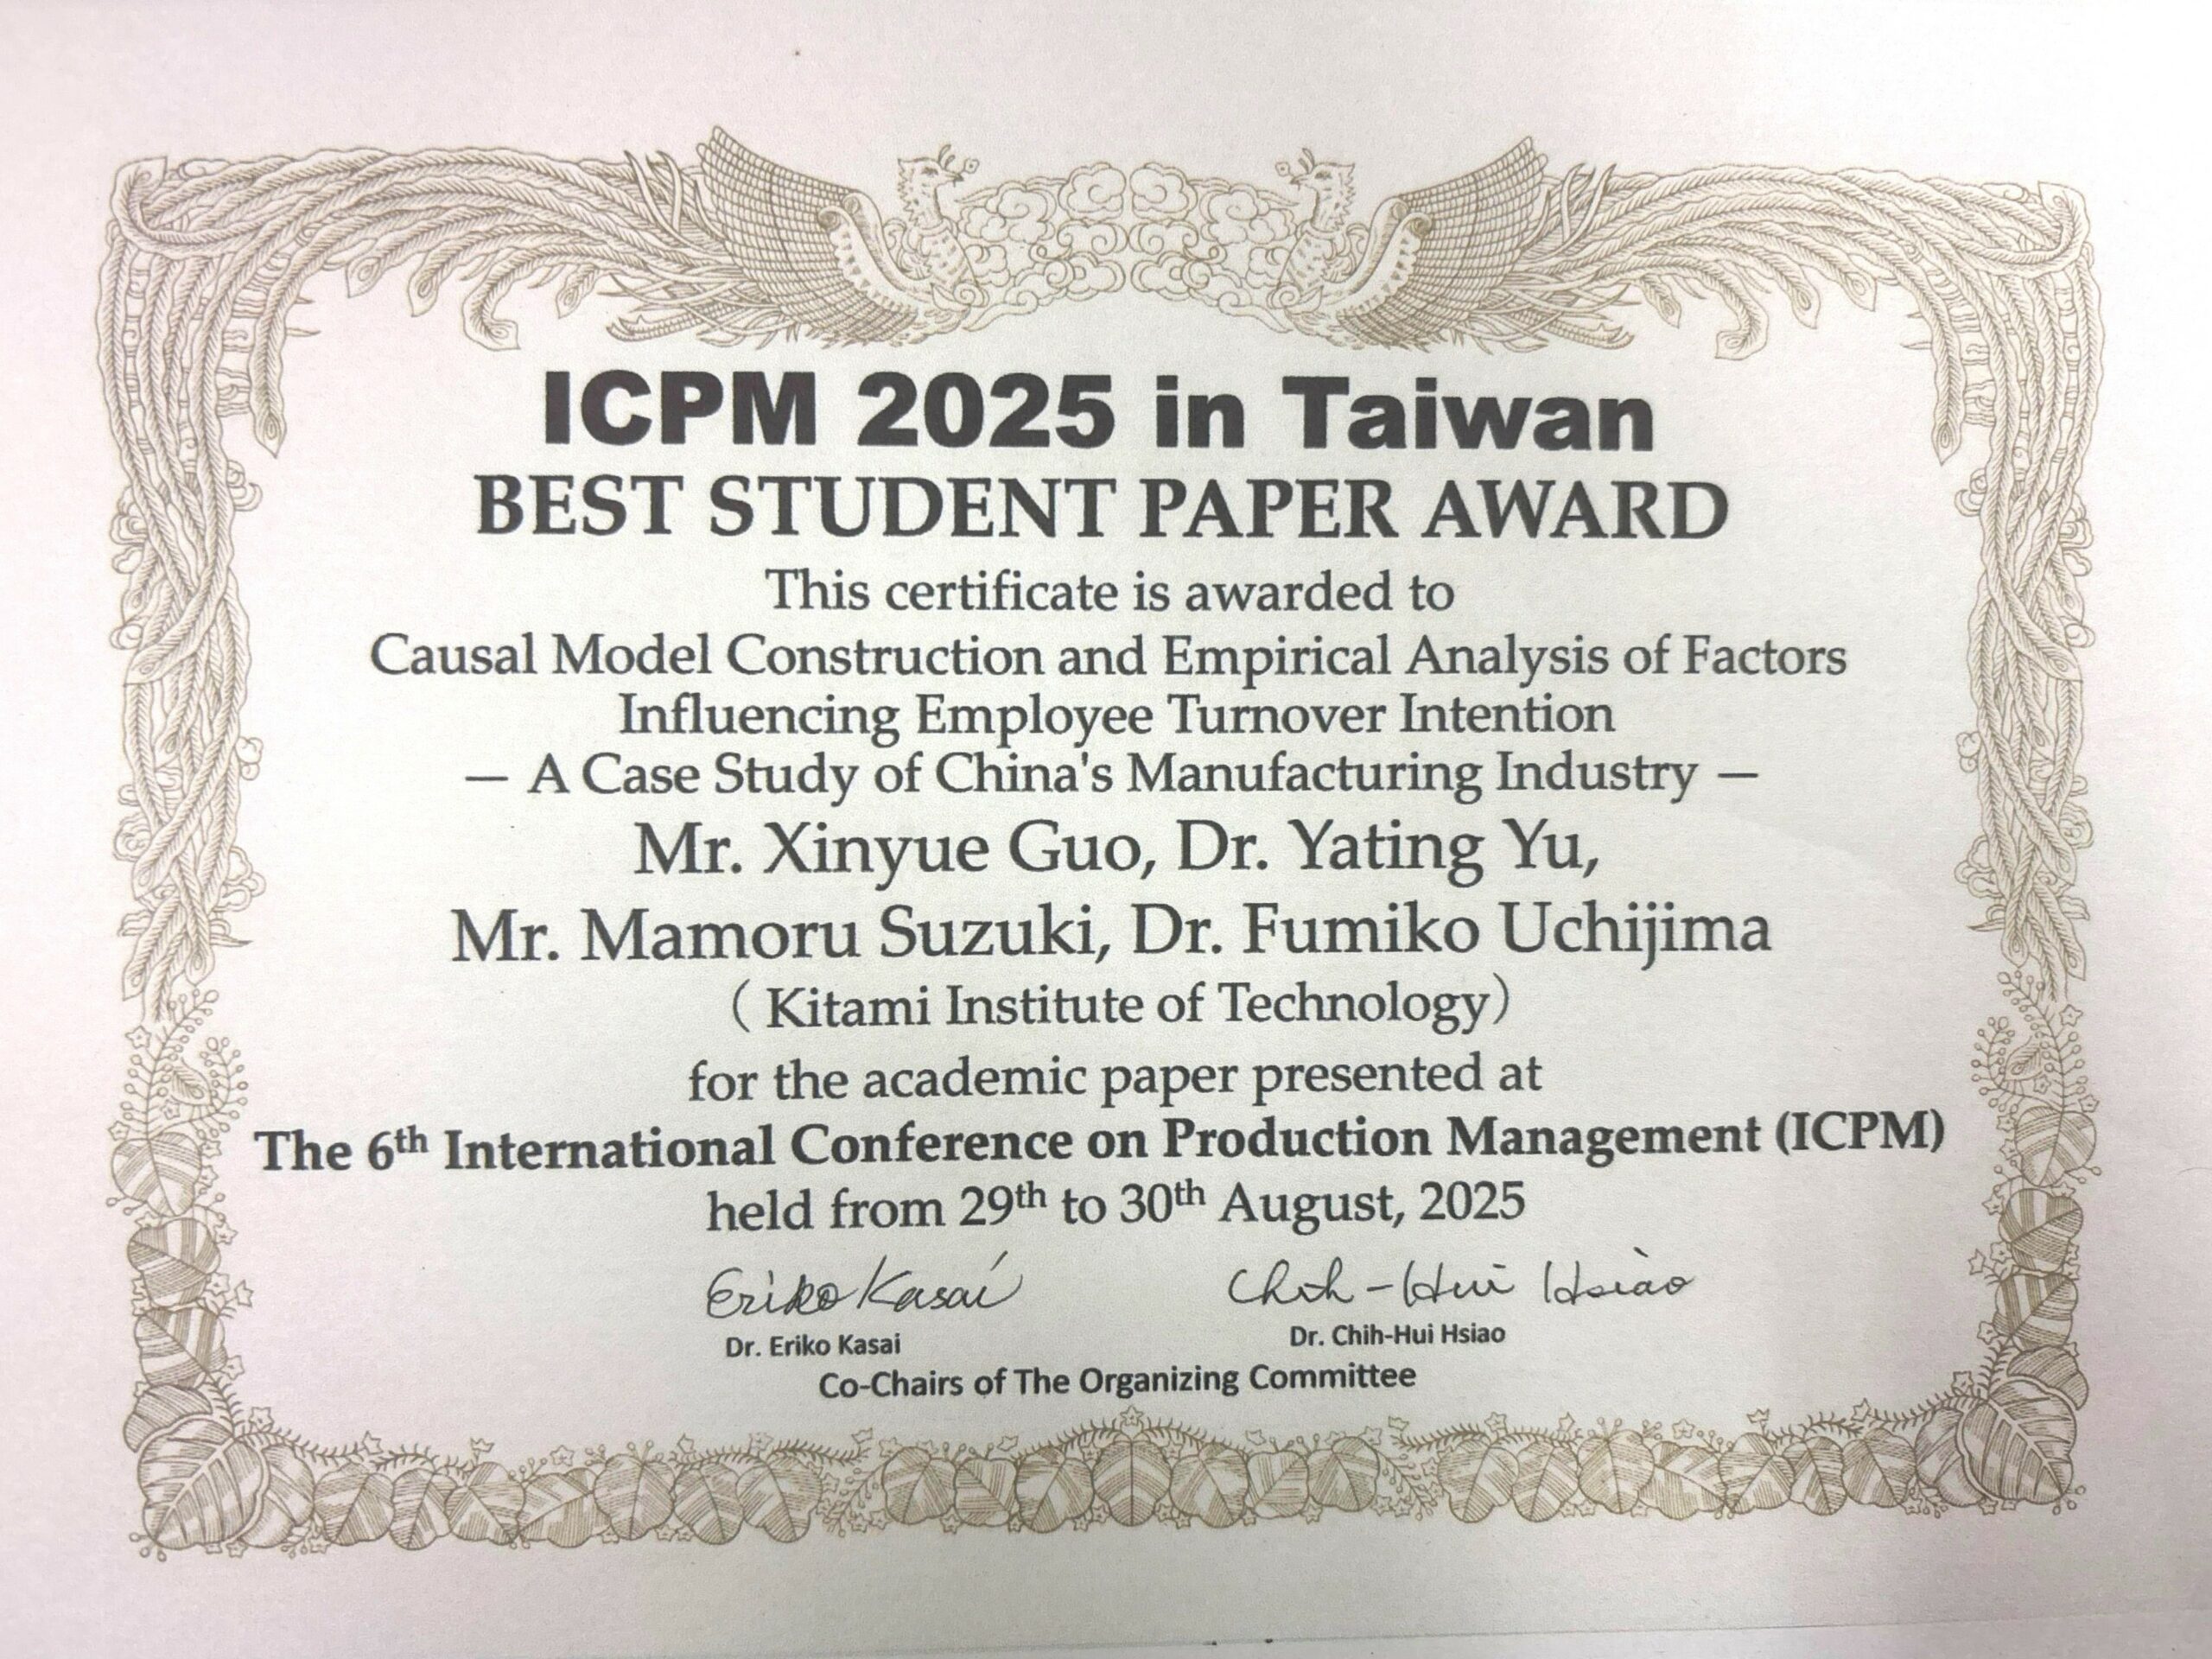 ICPM 2025 in Taiwan
BEST STUDENT PAPER AWARD
This certificate is awarded to
Causal Model Construction and Empirical Analysis of Factors
Influencing Employee Turnover Intention
— A Case Study of China's Manufacturing Industry —
Mr. Xinyue Guo, Dr. Yating Yu,
Mr. Mamoru Suzuki, Dr. Fumiko Uchijima
( Kitami Institute of Technology)
for the academic paper presented at
The 6th International Conference on Production Management (ICPM)
held from 29th to 30th August, 2025
Eriko Kasai Chih-Hui Hsiao
Dr. Eriko Kasai Dr. Chih-Hui Hsiao
Co-Chairs of The Organizing Committee